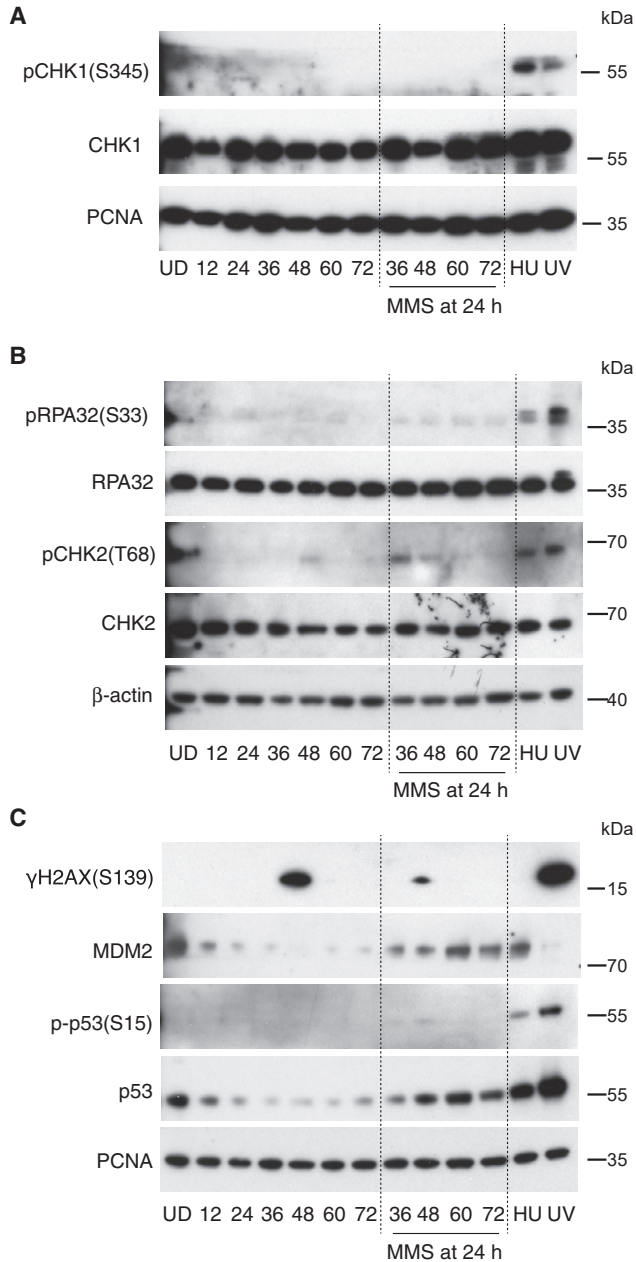 A
kDa
pCHK1(S345)
55
CHK1
55
PCNA
35
UD 12 24 36 48 60 72 36 48 60 72 HU UV
MMS at 24 h
B
kDa
pRPA32(S33)
35
RPA32
35
pCHK2(T68)
70
CHK2
70
β-actin
40
UD 12 24 36 48 60 72 36 48 60 72 HU UV
MMS at 24 h
C
kDa
γH2AX(S139)
15
MDM2
70
p-p53(S15)
55
p53
55
PCNA
35
UD 12 24 36 48 60 72 36 48 60 72 HU UV
MMS at 24 h